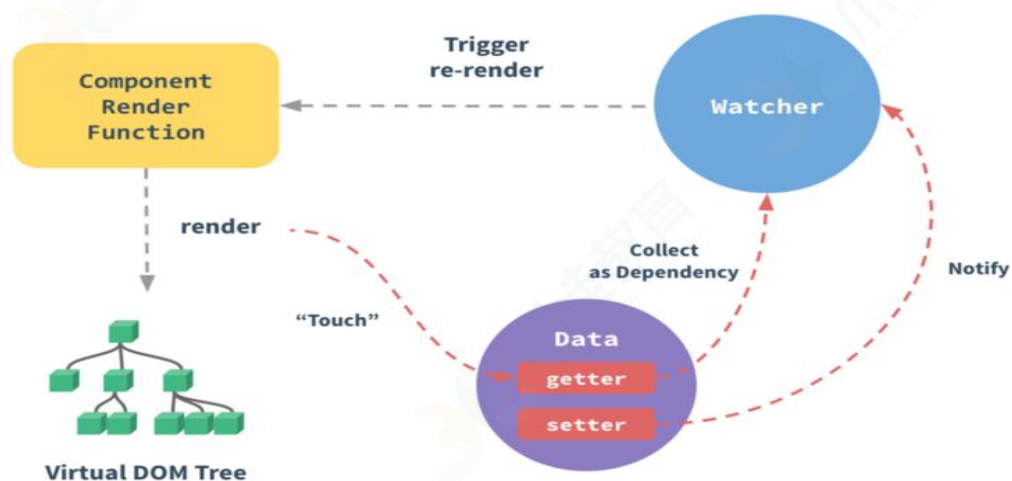 Trigger
re-render
Component
Render
Function
Watcher
render
Collect
as Dependency
Notify
“Touch”
Data
getter
setter
Virtual DOM Tree